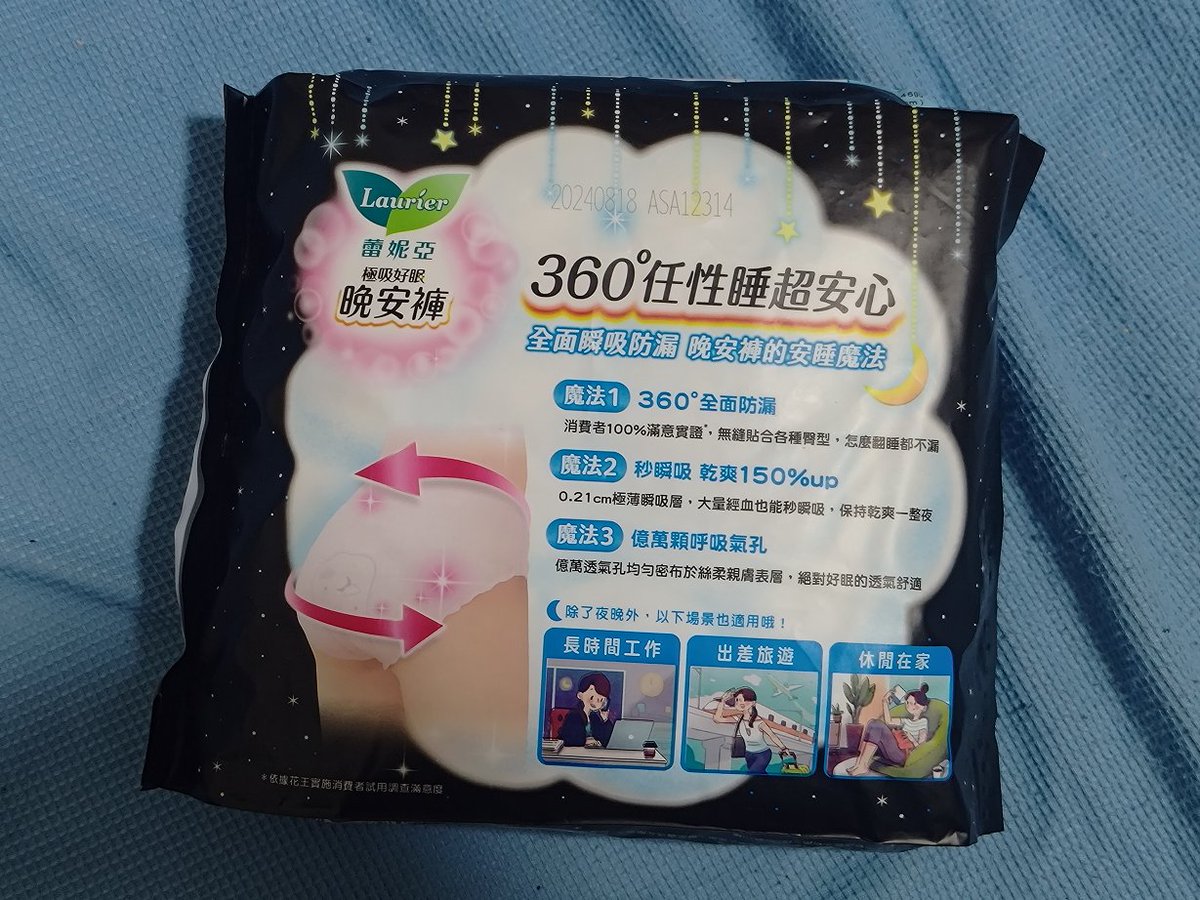 20240818 ASA12314
Laurier
蕾妮亞
極吸好眠
晚安褲
360°任性睡超安心
全面瞬吸防漏 晚安褲的安睡魔法
魔法1 360°全面防漏
消費者100%滿意實證*,無縫貼合各種臀型,怎麼翻睡都不漏
魔法2 秒瞬吸 乾爽150%up
0.21cm極薄瞬吸層,大量經血也能秒瞬吸,保持乾爽一整夜
魔法3 億萬顆呼吸氣孔
億萬透氣孔均勻密布於絲柔親膚表層,絕對好眠的透氣舒適
除了夜晚外,以下場景也適用哦!
長時間工作
出差旅遊
休閒在家
*依據花王實施消費者試用調查滿意度